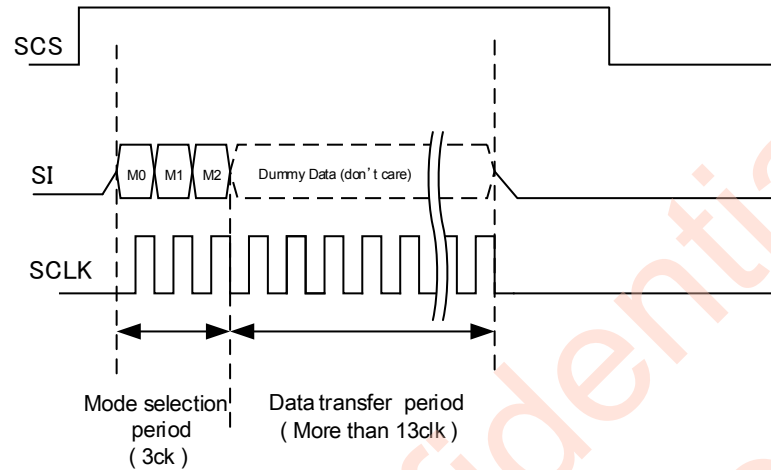 SCS
SI
M0 M1 M2 Dummy Data (don't care)
SCLK
Mode selection
period
( 3ck )
Data transfer period
( More than 13clk )
fidentia